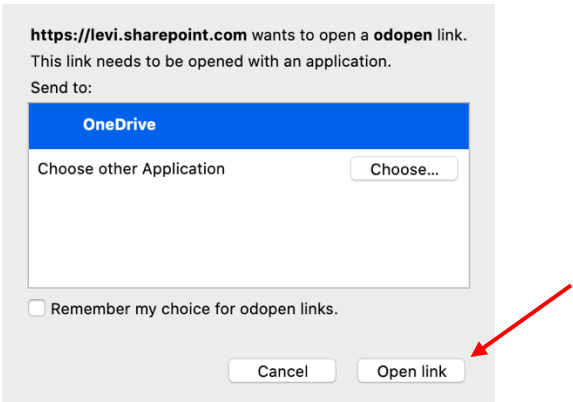 https://levi.sharepoint.com wants to open a odopen link.
This link needs to be opened with an application.
Send to:
OneDrive
Choose other Application Choose...
Remember my choice for odopen links.
Cancel Open link